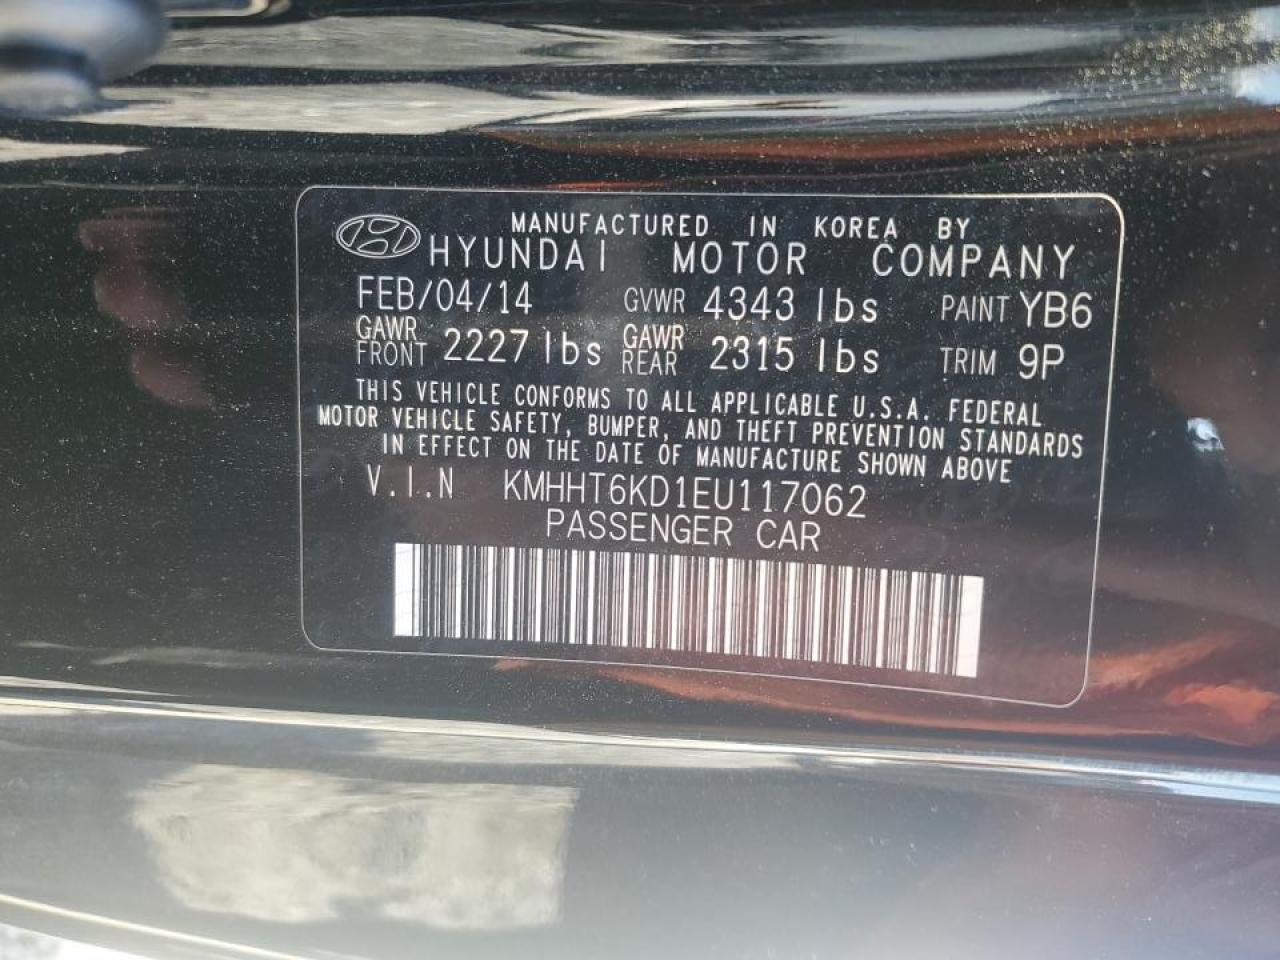 MANUFACTURED IN KOREA BY
HYUNDAI MOTOR COMPANY
FEB/04/14 GVWR 4343 lbs PAINT YB6
GAWR FRONT 2227 lbs GAWR REAR 2315 lbs TRIM 9P
THIS VEHICLE CONFORMS TO ALL APPLICABLE U.S.A. FEDERAL
MOTOR VEHICLE SAFETY, BUMPER, AND THEFT PREVENTION STANDARDS
IN EFFECT ON THE DATE OF MANUFACTURE SHOWN ABOVE
V.I.N KMHHT6KD1EU117062
PASSENGER CAR